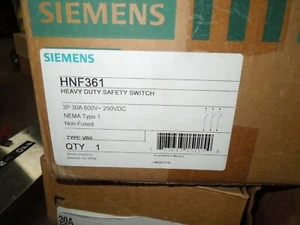 SIEMENS
SIEMENS
HNF361
HEAVY DUTY SAFETY SWITCH
3P 30A 600V~ 250VDC
NEMA Type 1
Non-Fused
TYPE VBII
QTY 1
30A